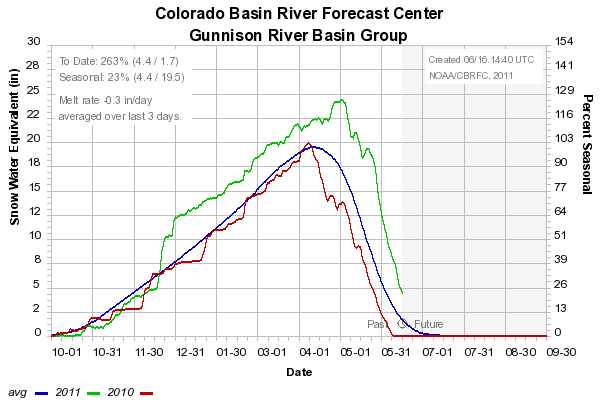 Colorado Basin River Forecast Center
Gunnison River Basin Group
To Date: 263% (4.4 / 1.7)
Seasonal: 23% (4.4 / 19.5)
Melt rate -0.3 in/day
averaged over last 3 days.
Created 06/16.14:40 UTC
NOAA/CBRFC, 2011
Snow Water Equivalent (in)
30
28
25
22
20
18
15
12
10
8
5
2
0
154
141
129
116
103
90
77
64
52
39
26
13
0
Percent Seasonal
Past
Future
10-01 10-31 11-30 12-31 01-30 03-01 04-01 05-01 05-31 07-01 07-31 08-30 09-30
Date
avg 2011 2010